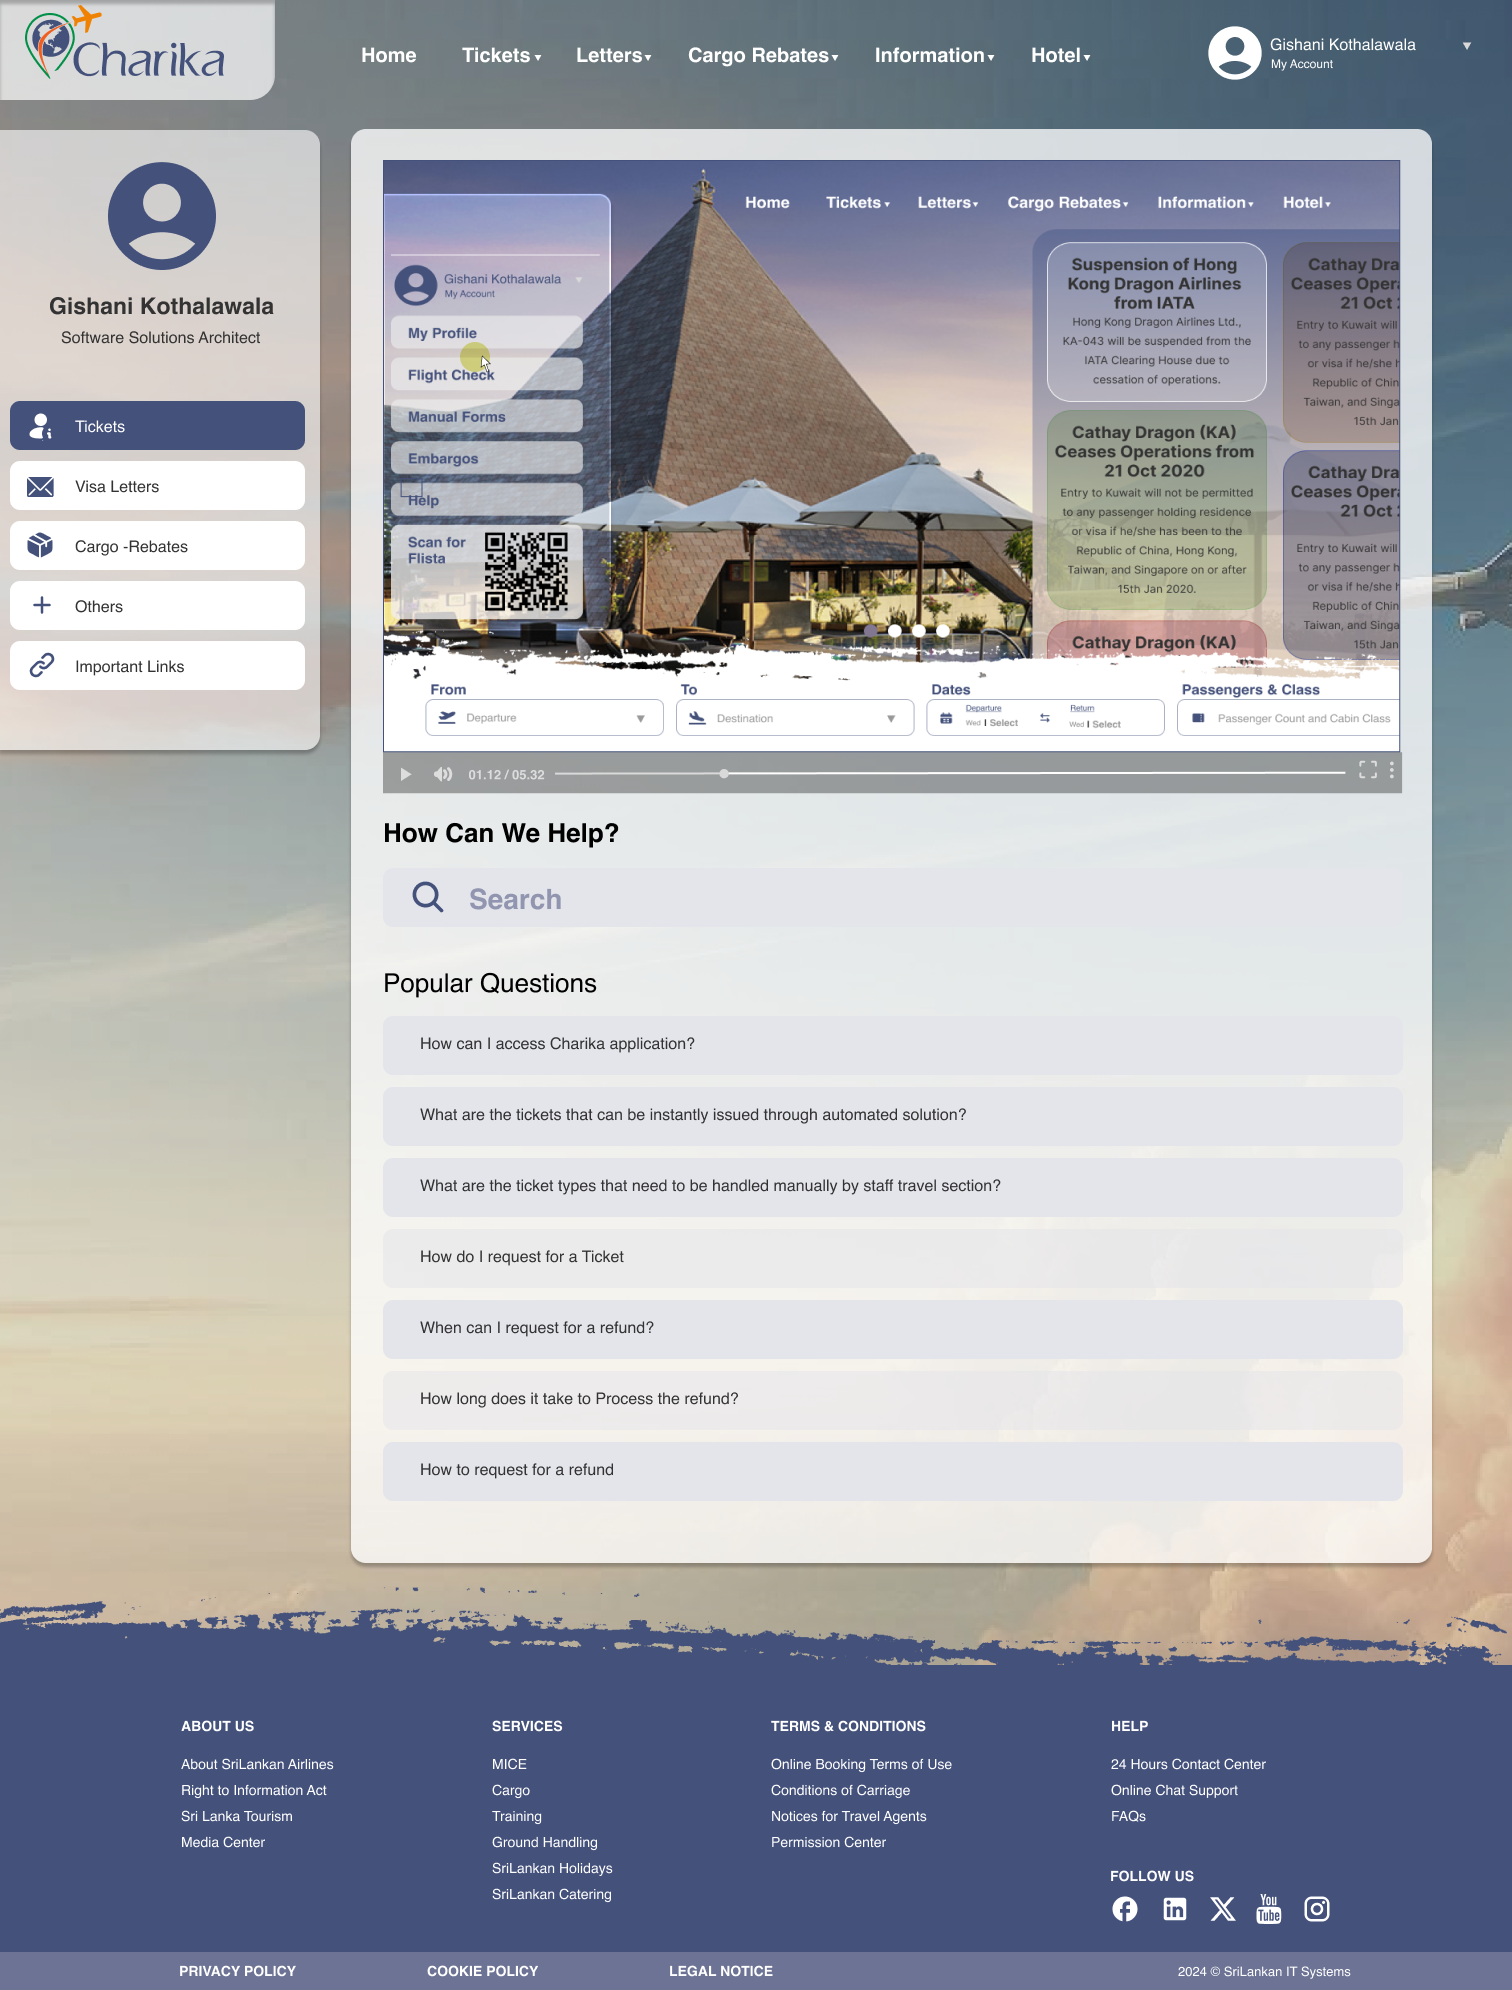 Charika
Home
Tickets
Letters
Cargo Rebates
Information
Hotel
Gishani Kothalawala
My Account
Gishani Kothalawala
Software Solutions Architect
Tickets
Visa Letters
Cargo -Rebates
Others
Important Links
Home
Tickets
Letters
Cargo Rebates
Information
Hotel
Gishani Kothalawala
My Account
My Profile
Flight Check
Manual Forms
Embargos
Help
Scan for
Flista
Suspension of Hong
Kong Dragon Airlines
from IATA
Hong Kong Dragon Airlines Ltd.,
KA-043 will be suspended from the
IATA Clearing House due to
cessation of operations.
Cathay Dragon (KA)
Ceases Operations from
21 Oct 2020
Entry to Kuwait will not be permitted
to any passenger holding residence
or visa if he/she has been to the
Republic of China, Hong Kong,
Taiwan, and Singapore on or after
15th Jan 2020.
Cathay Dragon (KA)
Cathay Dra
Ceases Opera
21 Oct
Entry to Kuwait will
to any passenger h
or visa if he/she h
Republic of Chin
Taiwan, and Singa
15th Jan
Cathay Dra
Ceases Opera
21 Oct
Entry to Kuwait will
to any passenger h
or visa if he/she h
Republic of Chin
Taiwan, and Singa
15th Jan
From
Departure
To
Destination
Dates
Departure
Wed | Select
Return
Wed | Select
Passengers & Class
Passenger Count and Cabin Class
01.12 / 05.32
How Can We Help?
Search
Popular Questions
How can I access Charika application?
What are the tickets that can be instantly issued through automated solution?
What are the ticket types that need to be handled manually by staff travel section?
How do I request for a Ticket
When can I request for a refund?
How long does it take to Process the refund?
How to request for a refund
ABOUT US
About SriLankan Airlines
Right to Information Act
Sri Lanka Tourism
Media Center
SERVICES
MICE
Cargo
Training
Ground Handling
SriLankan Holidays
SriLankan Catering
TERMS & CONDITIONS
Online Booking Terms of Use
Conditions of Carriage
Notices for Travel Agents
Permission Center
HELP
24 Hours Contact Center
Online Chat Support
FAQs
FOLLOW US
You
Tube
PRIVACY POLICY
COOKIE POLICY
LEGAL NOTICE
2024 © SriLankan IT Systems